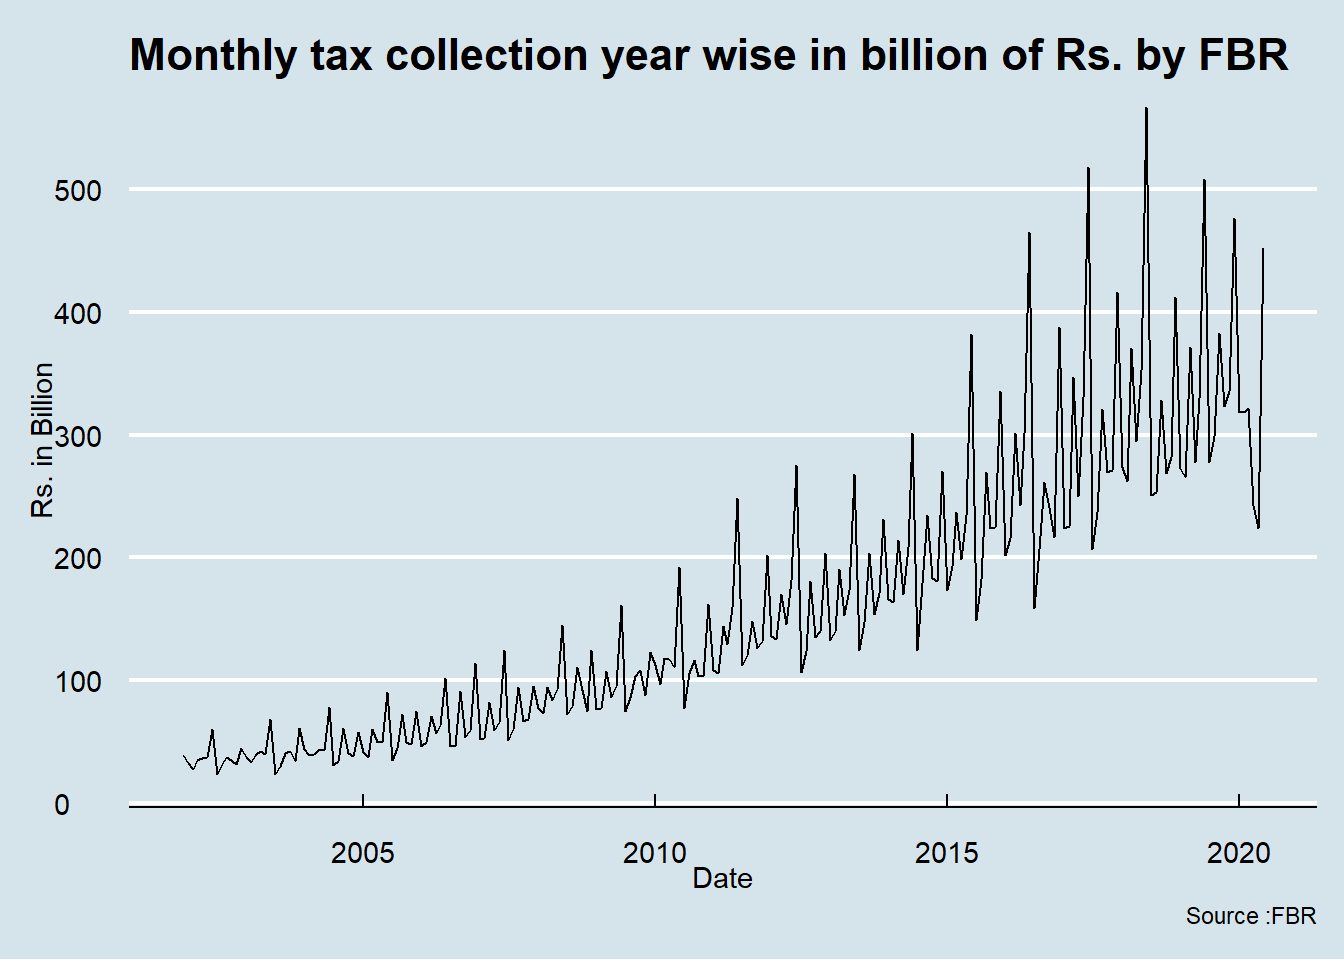 Monthly tax collection year wise in billion of Rs. by FBR
500
400
300
200
100
0
Rs. in Billion
2005 2010 2015 2020
Date
Source :FBR